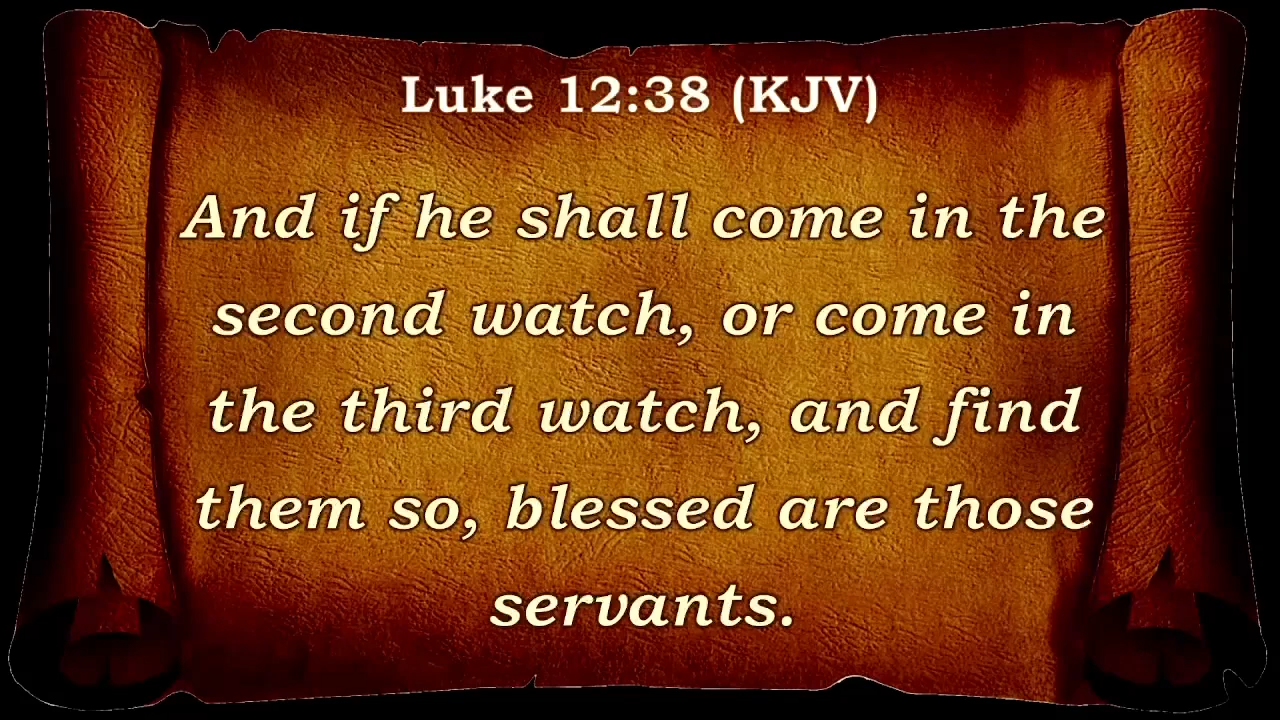 Luke 12:38 (KJV)
And if he shall come in the
second watch, or come in
the third watch, and find
them so, blessed are those
servants.